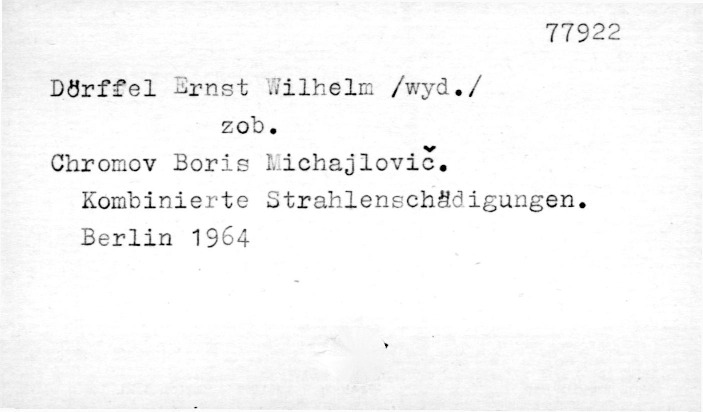 77922
Dörffel Ernst Wilhelm /wyd./
zob.
Chromov Boris Michajlovič.
Kombinierte Strahlenschädigungen.
Berlin 1964